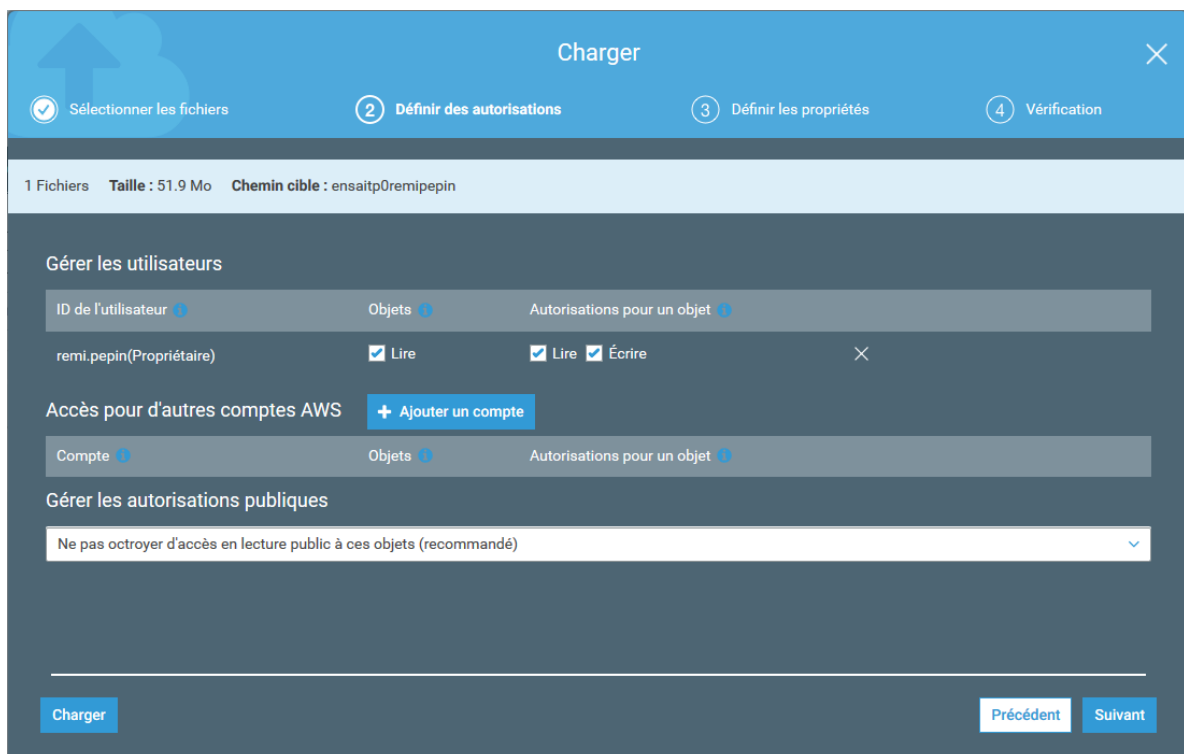 Charger
Sélectionner les fichiers 2 Définir des autorisations 3 Définir les propriétés 4 Vérification
1 Fichiers Taille : 51.9 Mo Chemin cible : ensaitp0remipepin
Gérer les utilisateurs
ID de l'utilisateur Objets Autorisations pour un objet
remi.pepin(Propriétaire) Lire Lire Écrire
Accès pour d'autres comptes AWS + Ajouter un compte
Compte Objets Autorisations pour un objet
Gérer les autorisations publiques
Ne pas octroyer d'accès en lecture public à ces objets (recommandé)
Charger Précédent Suivant